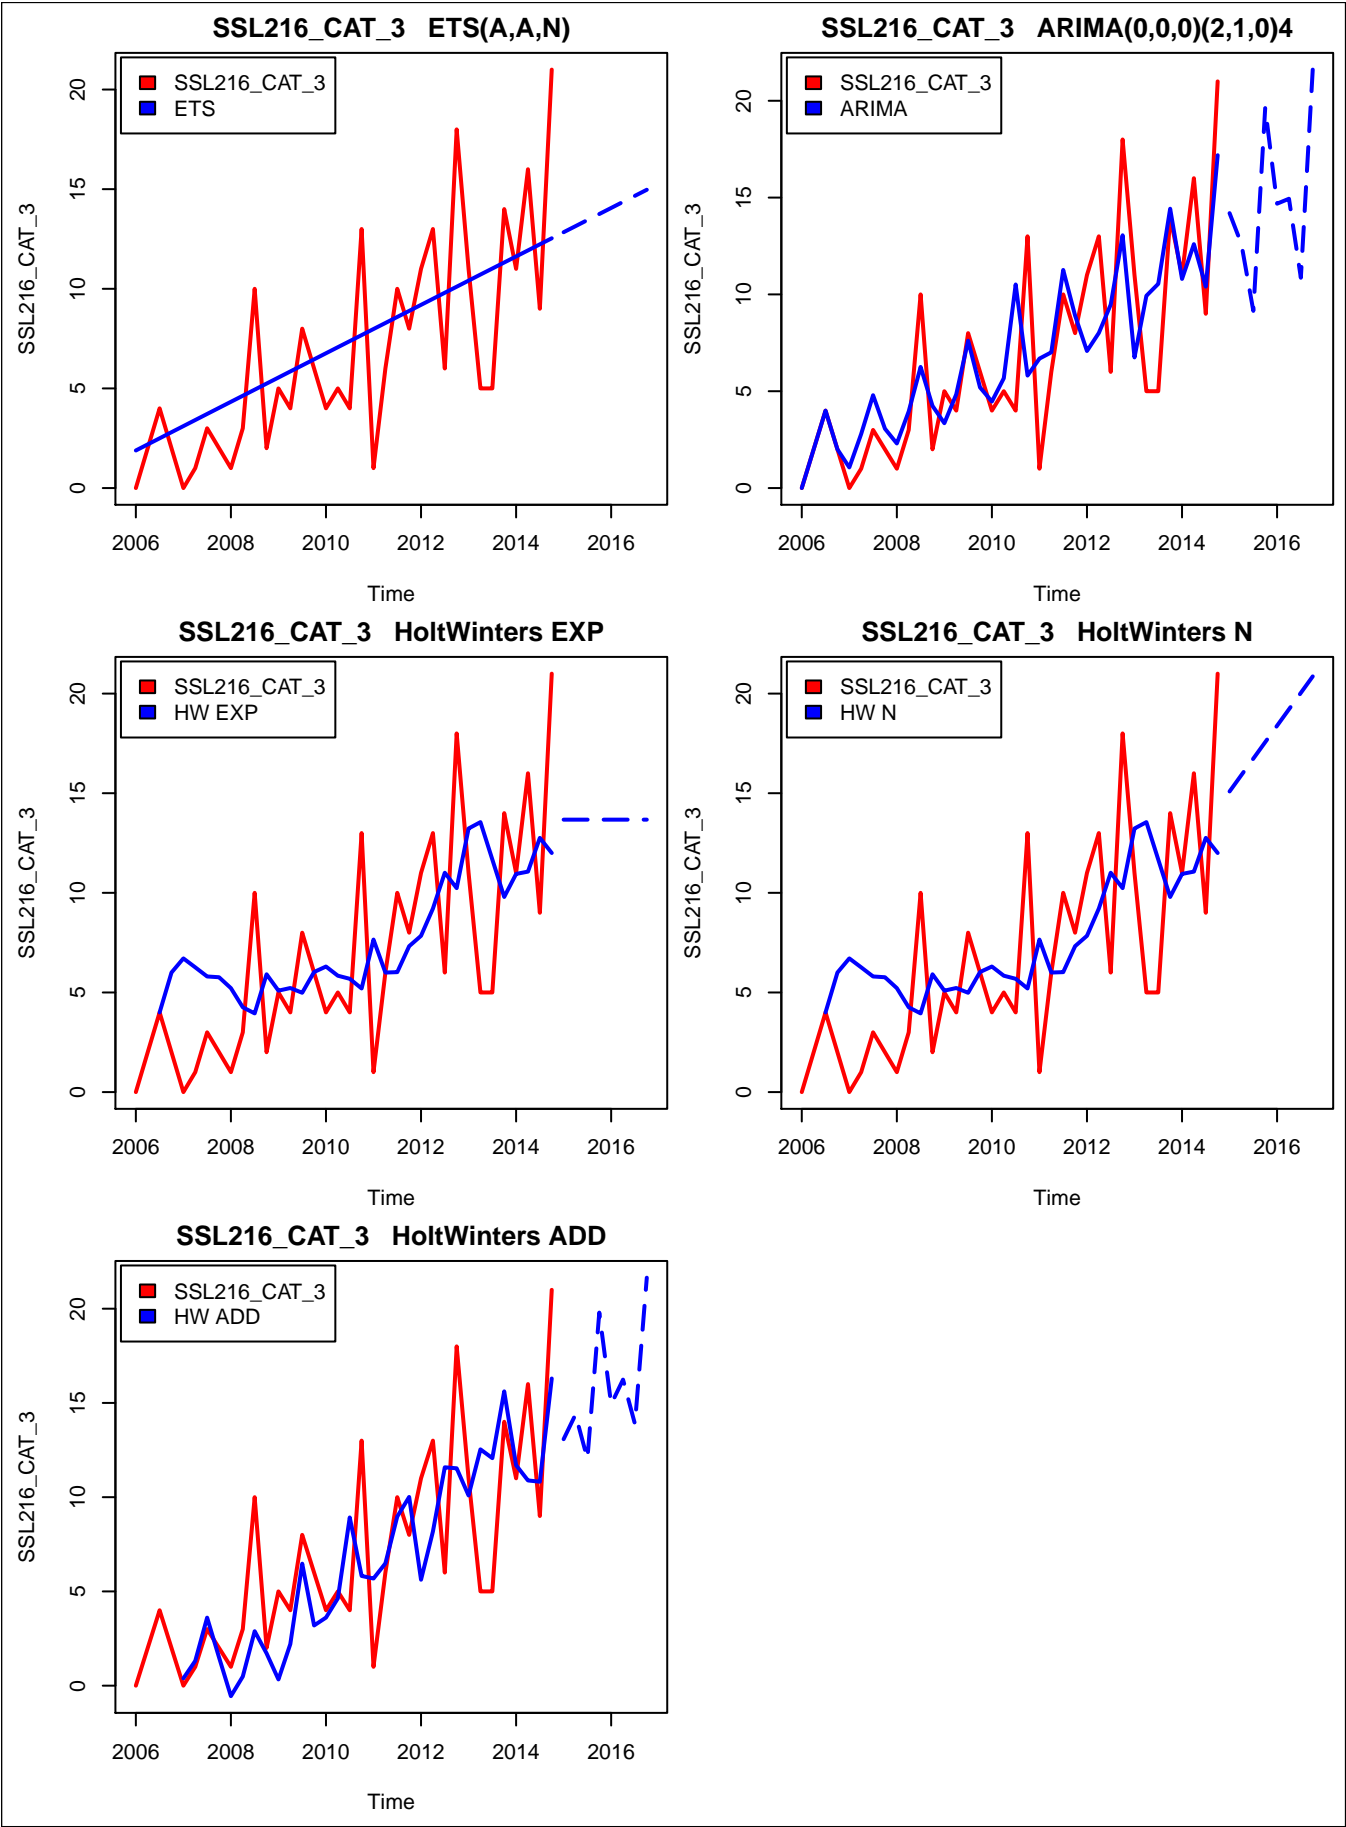 SSL216_CAT_3   ETS(A,A,N)
SSL216_CAT_3
ETS
SSL216_CAT_3
0 5 10 15 20
2006 2008 2010 2012 2014 2016
Time
SSL216_CAT_3   ARIMA(0,0,0)(2,1,0)4
SSL216_CAT_3
ARIMA
SSL216_CAT_3
0 5 10 15 20
2006 2008 2010 2012 2014 2016
Time
SSL216_CAT_3   HoltWinters EXP
SSL216_CAT_3
HW EXP
SSL216_CAT_3
0 5 10 15 20
2006 2008 2010 2012 2014 2016
Time
SSL216_CAT_3   HoltWinters N
SSL216_CAT_3
HW N
SSL216_CAT_3
0 5 10 15 20
2006 2008 2010 2012 2014 2016
Time
SSL216_CAT_3   HoltWinters ADD
SSL216_CAT_3
HW ADD
SSL216_CAT_3
0 5 10 15 20
2006 2008 2010 2012 2014 2016
Time